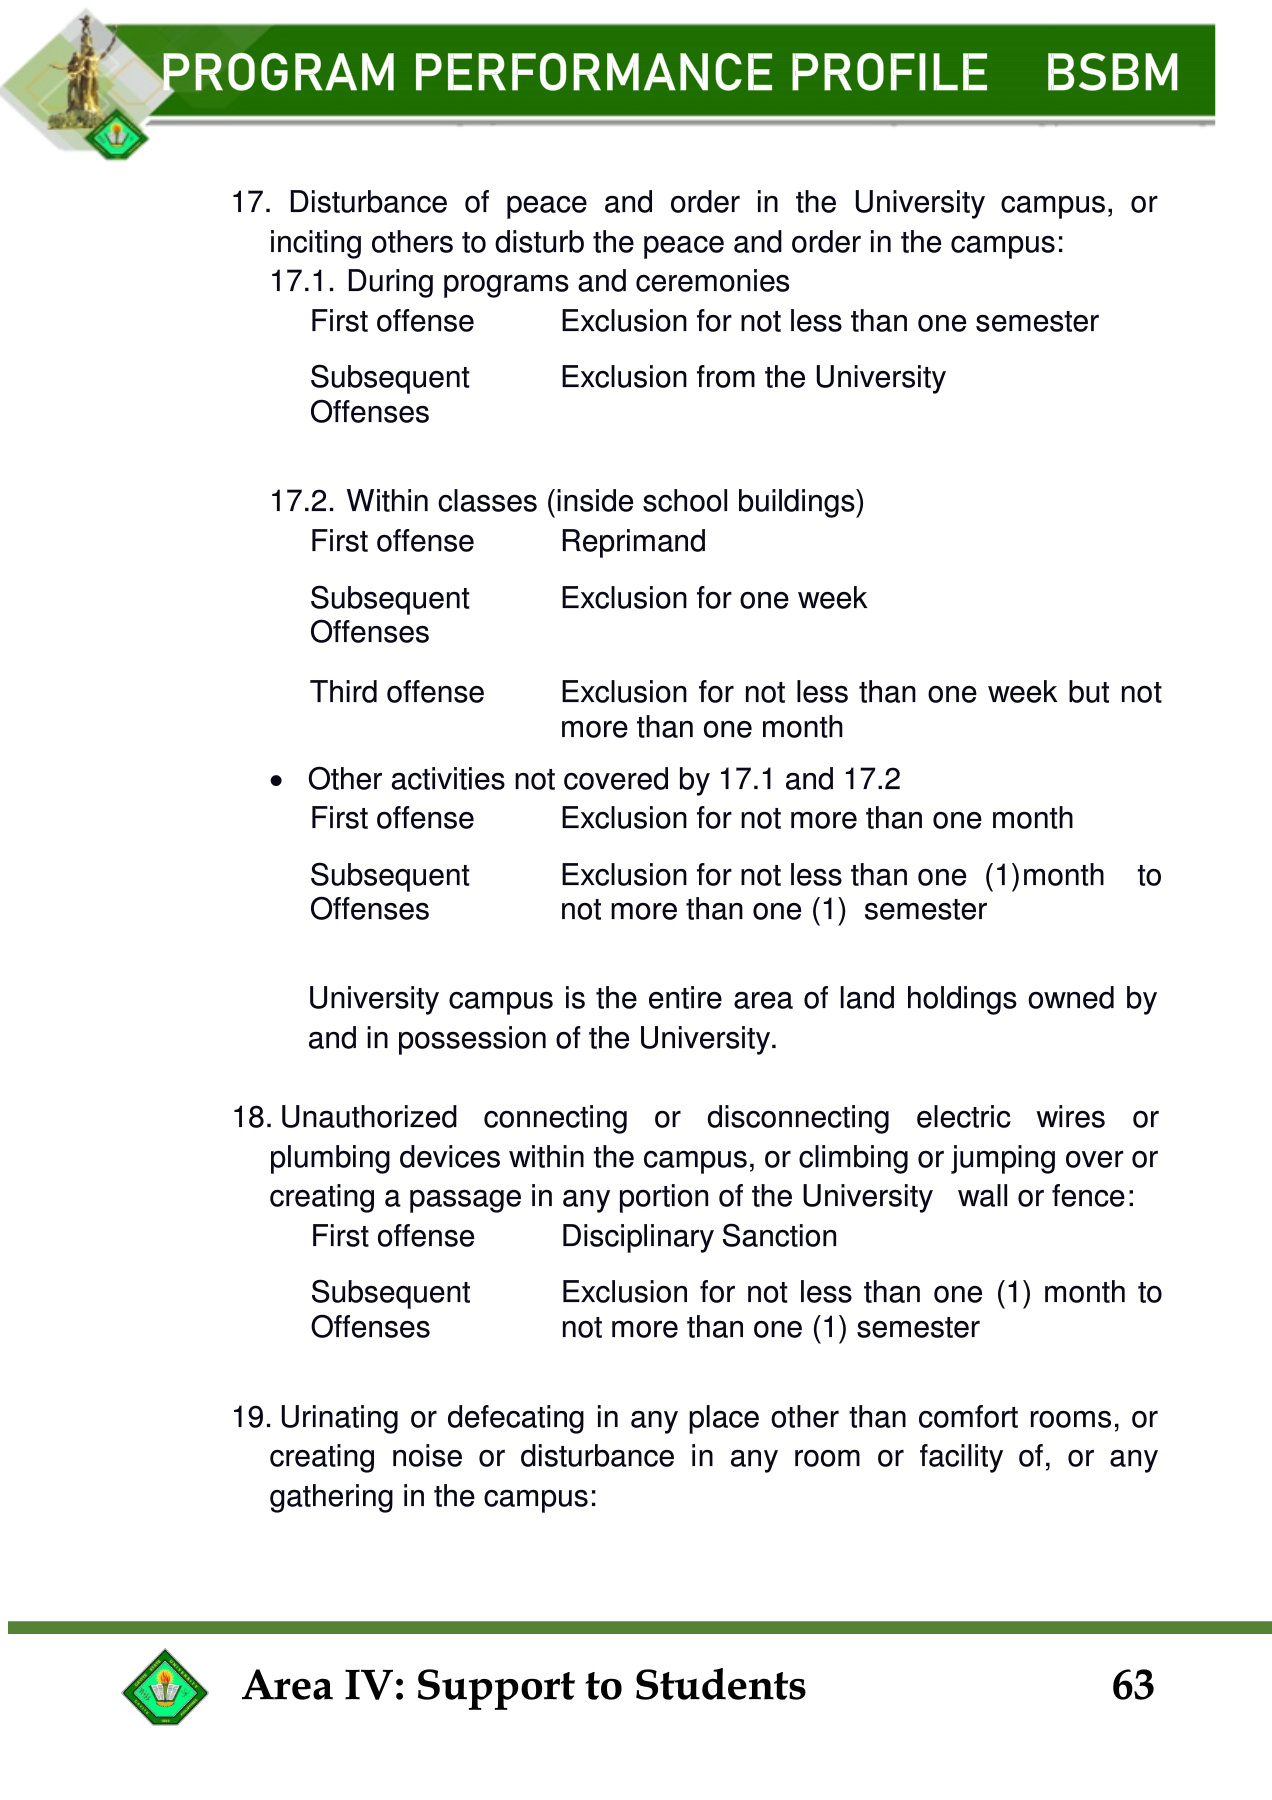 PROGRAM PERFORMANCE PROFILE BSBM
17. Disturbance of peace and order in the University campus, or
inciting others to disturb the peace and order in the campus:
17.1. During programs and ceremonies
First offense Exclusion for not less than one semester
Subsequent Exclusion from the University
Offenses
17.2. Within classes (inside school buildings)
First offense Reprimand
Subsequent Exclusion for one week
Offenses
Third offense Exclusion for not less than one week but not
more than one month
• Other activities not covered by 17.1 and 17.2
First offense Exclusion for not more than one month
Subsequent Exclusion for not less than one (1)month to
Offenses not more than one (1) semester
University campus is the entire area of land holdings owned by
and in possession of the University.
18. Unauthorized connecting or disconnecting electric wires or
plumbing devices within the campus, or climbing or jumping over or
creating a passage in any portion of the University wall or fence:
First offense Disciplinary Sanction
Subsequent Exclusion for not less than one (1) month to
Offenses not more than one (1) semester
19. Urinating or defecating in any place other than comfort rooms, or
creating noise or disturbance in any room or facility of, or any
gathering in the campus:
Area IV: Support to Students 63